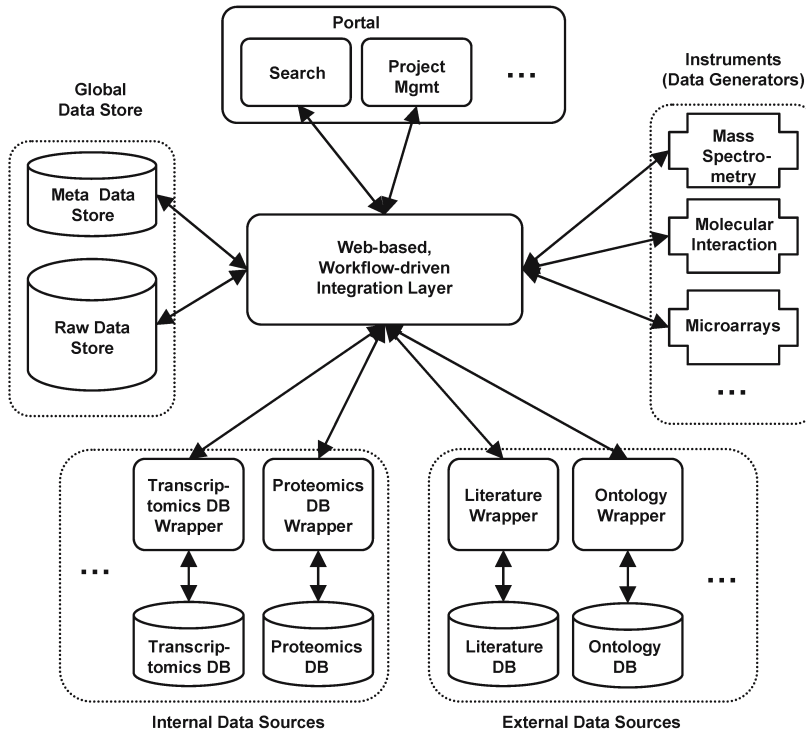 Portal
Search
Project
Mgmt
...
Instruments
(Data Generators)
Mass
Spectro-
metry
Molecular
Interaction
Microarrays
...
Global
Data Store
Meta Data
Store
Raw Data
Store
Web-based,
Workflow-driven
Integration Layer
...
Transcrip-
tomics DB
Wrapper
Proteomics
DB
Wrapper
Transcrip-
tomics DB
Proteomics
DB
Internal Data Sources
Literature
Wrapper
Ontology
Wrapper
...
Literature
DB
Ontology
DB
External Data Sources